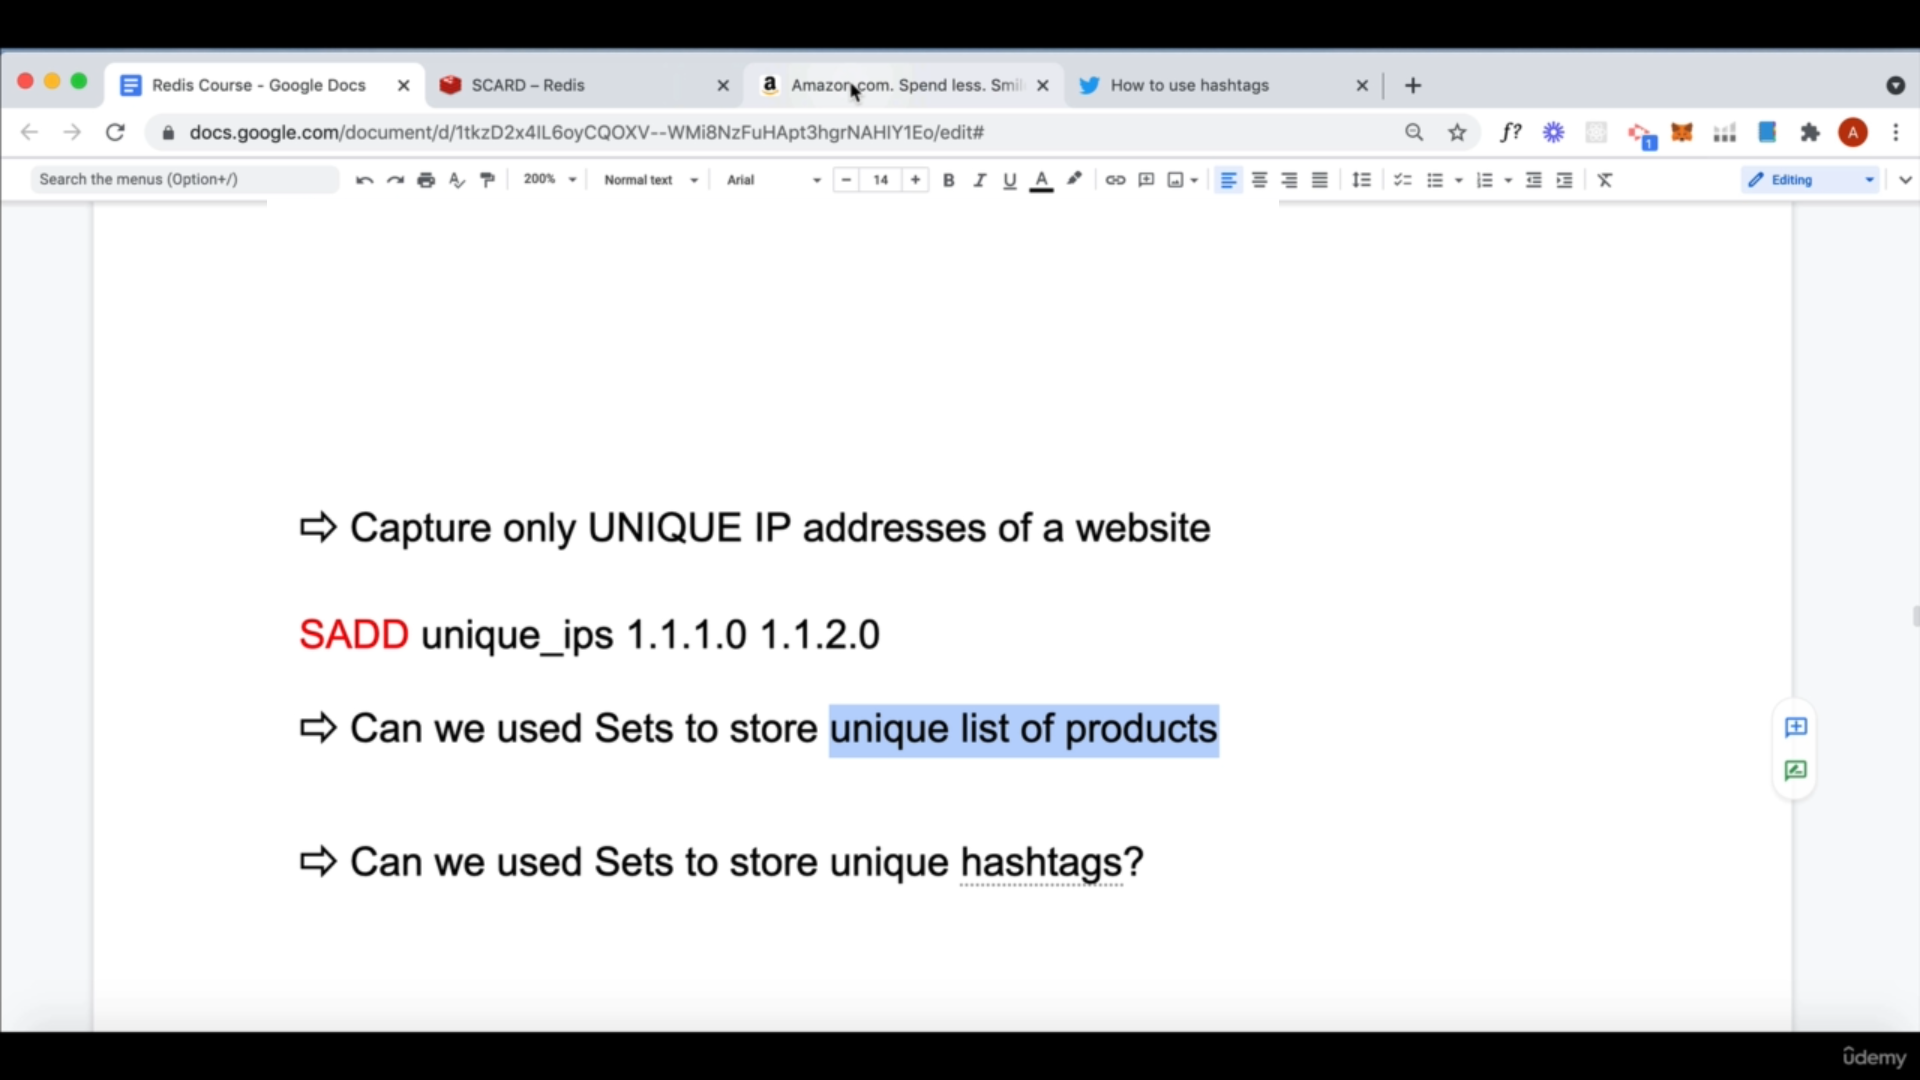 Redis Course - Google Docs
SCARD – Redis
Amazon.com. Spend less. Smil
How to use hashtags
docs.google.com/document/d/1tkzD2x4IL6oyCQOXV--WMi8NzFuHApt3hgrNAHIY1Eo/edit#
f?
1
A
Search the menus (Option+/)
200%
Normal text
Arial
14
B I U A
Editing
⇨ Capture only UNIQUE IP addresses of a website
SADD unique_ips 1.1.1.0 1.1.2.0
⇨ Can we used Sets to store unique list of products
⇨ Can we used Sets to store unique hashtags?
ûdemy